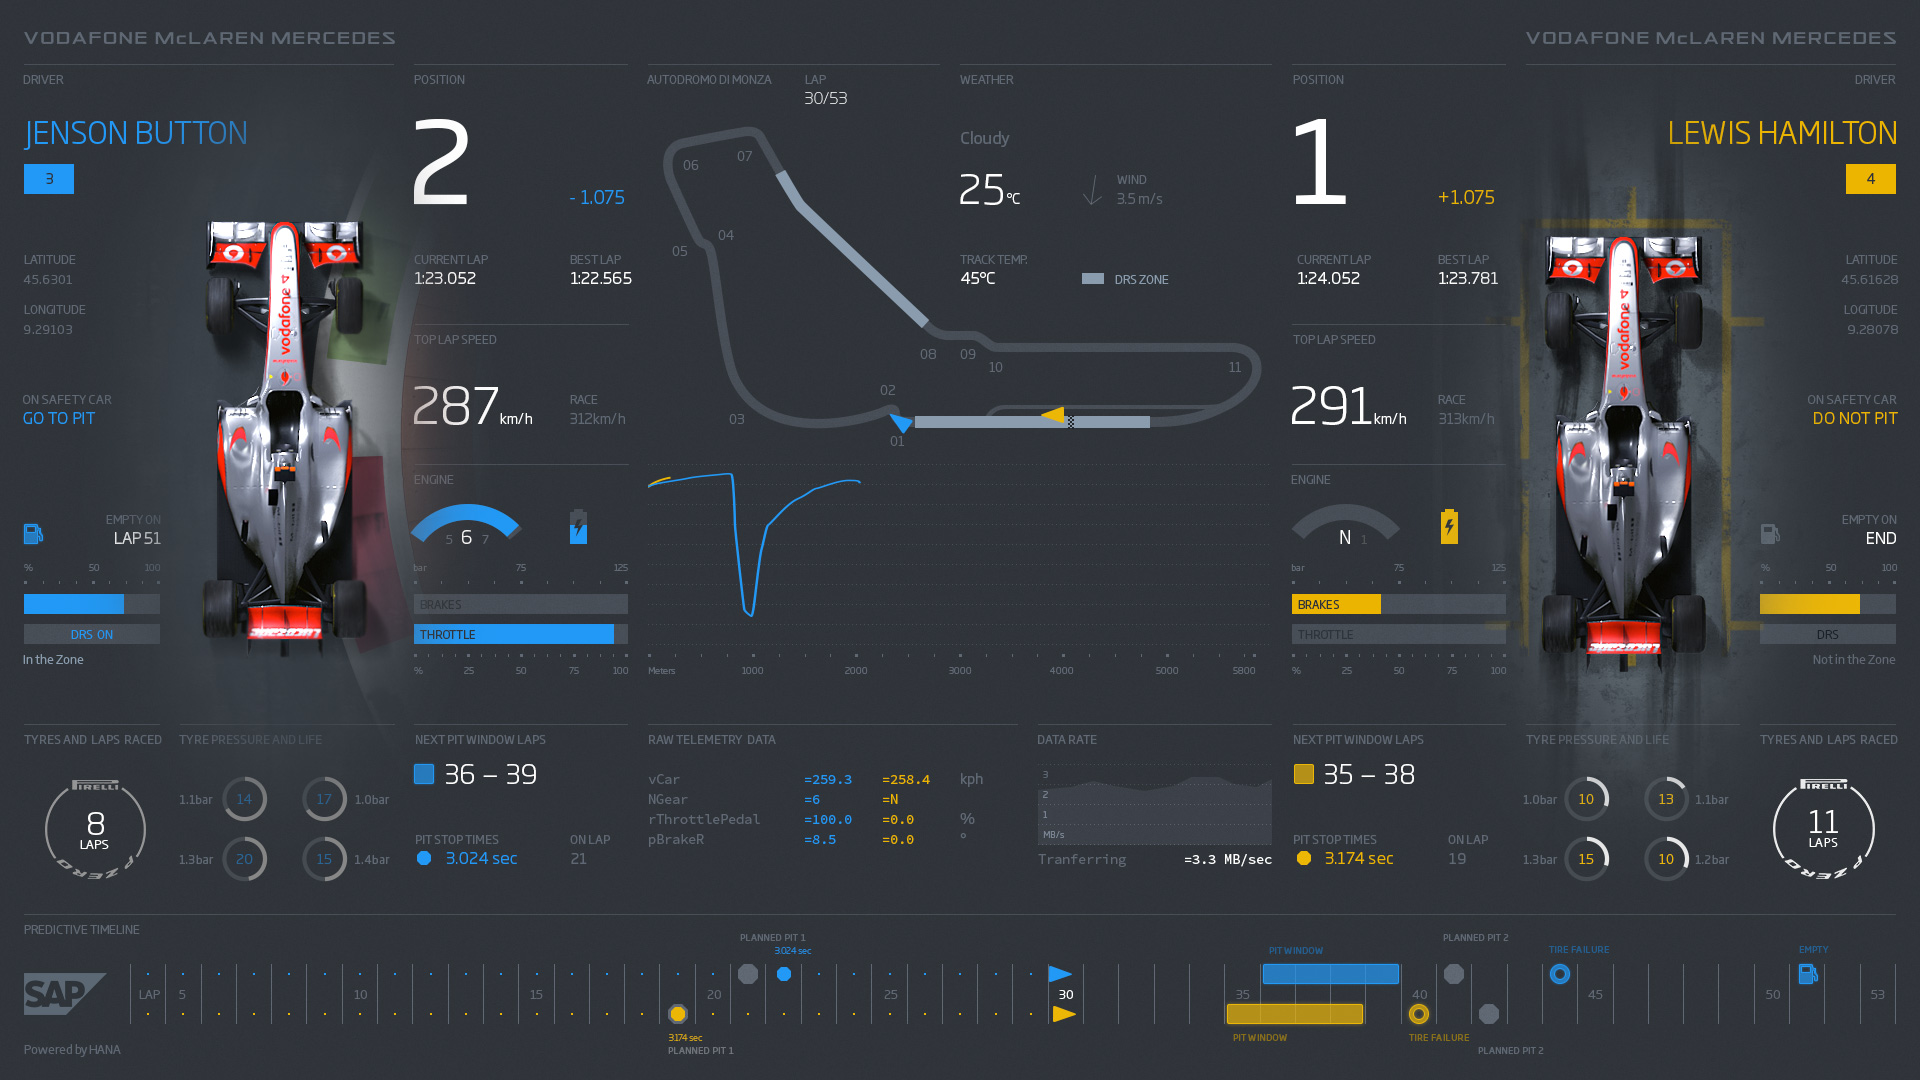 VODAFONE McLAREN MERCEDES
VODAFONE McLAREN MERCEDES
DRIVER
JENSON BUTTON
3
LATITUDE
45.6301
LONGITUDE
9.29103
ON SAFETY CAR
GO TO PIT
EMPTY ON
LAP 51
% 50 100
DRS ON
In the Zone
vodafone
POSITION
2
- 1.075
CURRENT LAP BEST LAP
1:23.052 1:22.565
TOP LAP SPEED
287 km/h
RACE
312km/h
ENGINE
5 6 7
bar 75 125
BRAKES
THROTTLE
% 25 50 75 100
AUTODROMO DI MONZA
LAP
30/53
07
06
04
05
08 09
10
11
02
03
01
Meters 1000 2000 3000 4000 5000 5800
WEATHER
Cloudy
25°C
WIND
3.5 m/s
TRACK TEMP.
45°C
DRS ZONE
POSITION
1
+1.075
CURRENT LAP BEST LAP
1:24.052 1:23.781
TOP LAP SPEED
291 km/h
RACE
313km/h
ENGINE
N 1
bar 75 125
BRAKES
THROTTLE
% 25 50 75 100
DRIVER
LEWIS HAMILTON
4
LATITUDE
45.61628
LOGITUDE
9.28078
ON SAFETY CAR
DO NOT PIT
EMPTY ON
END
% 50 100
DRS
Not in the Zone
vodafone
TYRES AND LAPS RACED
PIRELLI
8
LAPS
P ZERO
TYRE PRESSURE AND LIFE
1.1bar 14 17 1.0bar
1.3bar 20 15 1.4bar
NEXT PIT WINDOW LAPS
36 – 39
PIT STOP TIMES ON LAP
3.024 sec 21
RAW TELEMETRY DATA
vCar =259.3 =258.4 kph
NGear =6 =N
rThrottlePedal =100.0 =0.0 %
pBrakeR =8.5 =0.0 °
DATA RATE
3
2
1
MB/s
Tranferring =3.3 MB/sec
NEXT PIT WINDOW LAPS
35 – 38
PIT STOP TIMES ON LAP
3.174 sec 19
TYRE PRESSURE AND LIFE
1.0bar 10 13 1.1bar
1.3bar 15 10 1.2bar
TYRES AND LAPS RACED
PIRELLI
11
LAPS
P ZERO
PREDICTIVE TIMELINE
PLANNED PIT 1
3.024 sec
PIT WINDOW
PLANNED PIT 2
TIRE FAILURE
EMPTY
SAP
LAP 5 10 15 20 25 30 35 40 45 50 53
3.174 sec
PLANNED PIT 1
PIT WINDOW
TIRE FAILURE
PLANNED PIT 2
Powered by HANA